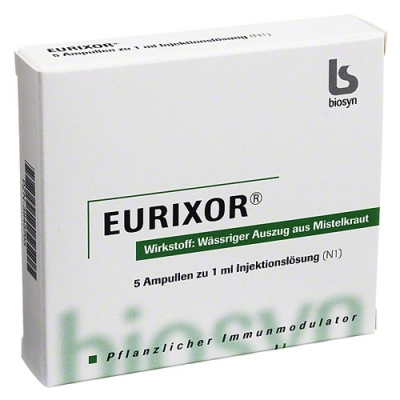 EURIXOR®
5 Ampullen zu 1 ml Injektionslösung (N1)
biosyn
EURIXOR®
Wirkstoff: Wässriger Auszug aus Mistelkraut
5 Ampullen zu 1 ml Injektionslösung (N1)
biosyn
Pflanzlicher Immunmodulator